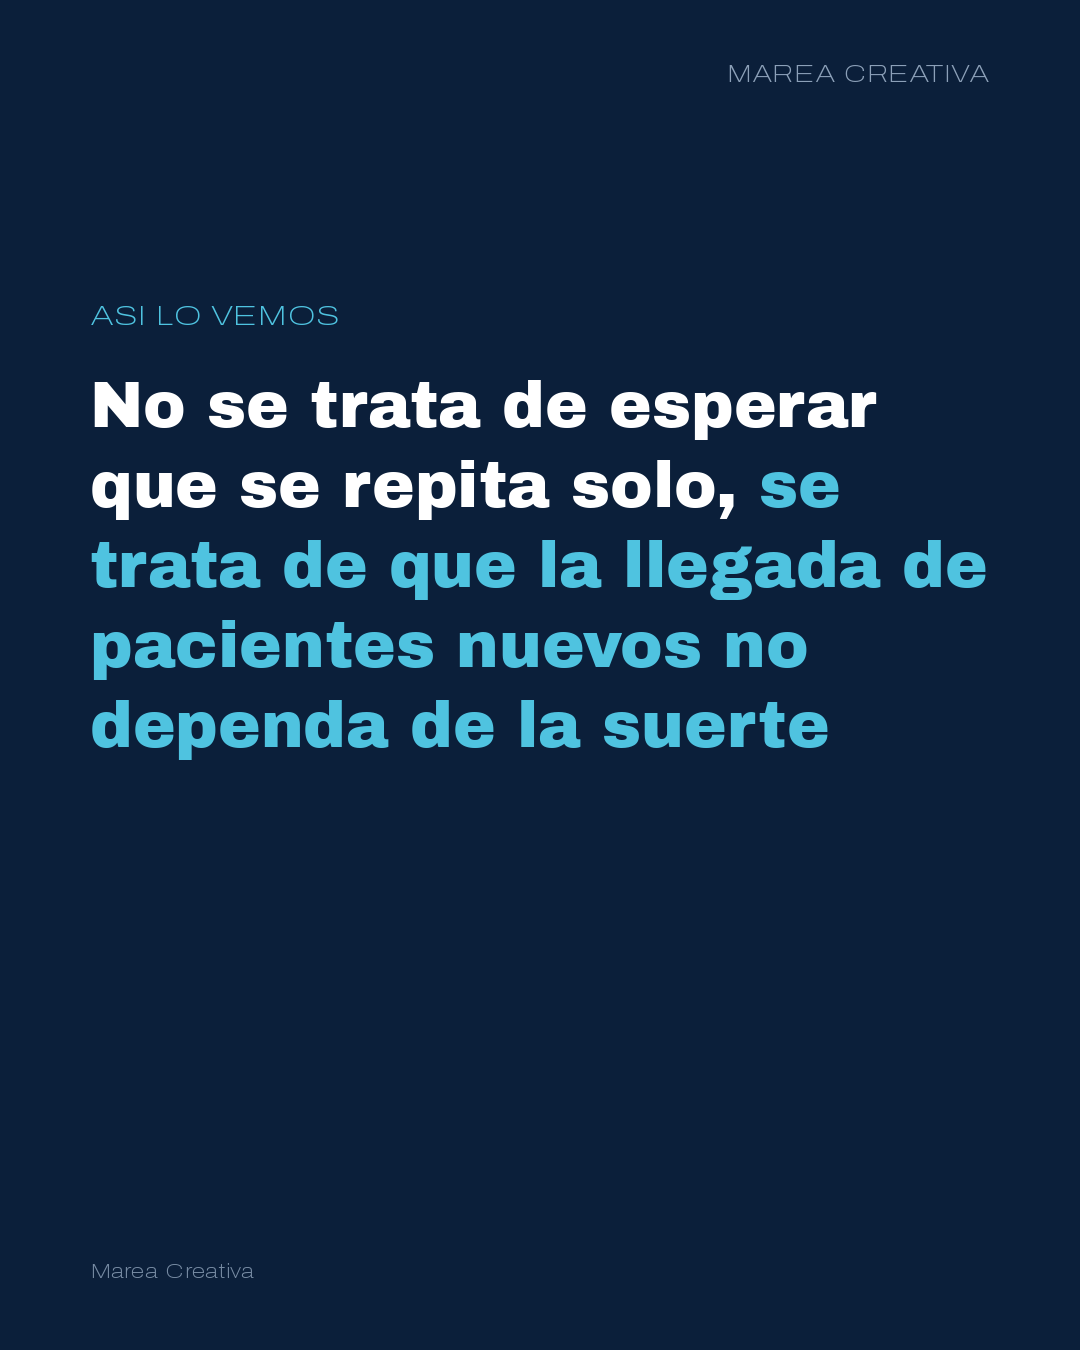 MAREA CREATIVA
ASI LO VEMOS
No se trata de esperar
que se repita solo, se
trata de que la llegada de
pacientes nuevos no
dependa de la suerte
Marea Creativa